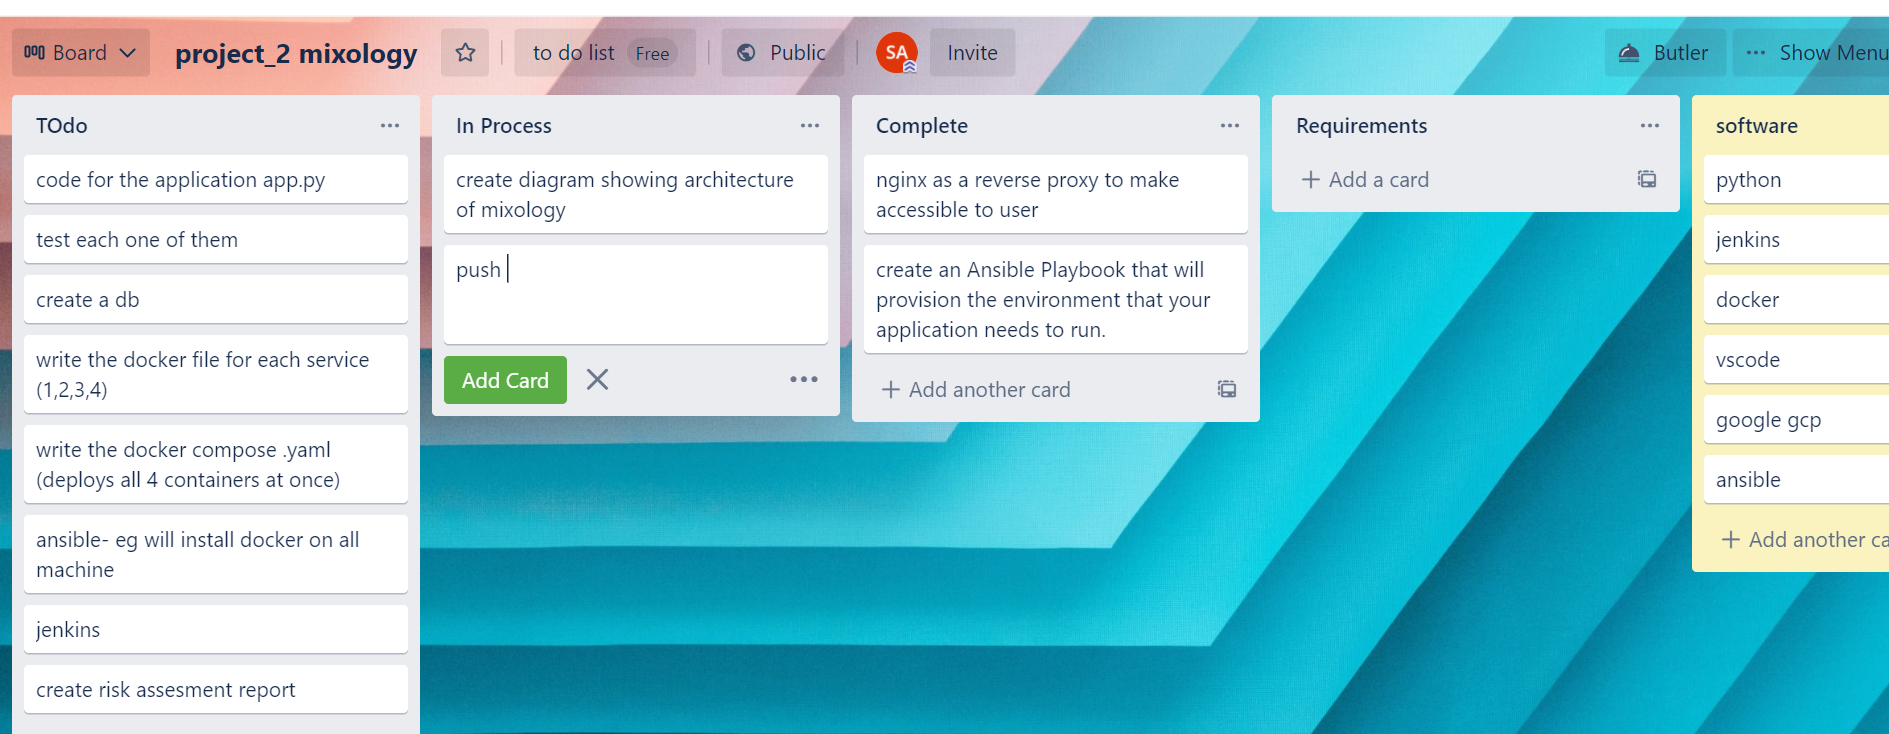 Board
project_2 mixology
to do list Free
Public
SA
Invite
Butler
Show Menu
TOdo
code for the application app.py
test each one of them
create a db
write the docker file for each service
(1,2,3,4)
write the docker compose .yaml
(deploys all 4 containers at once)
ansible- eg will install docker on all
machine
jenkins
create risk assesment report
In Process
create diagram showing architecture
of mixology
push
Add Card
Complete
nginx as a reverse proxy to make
accessible to user
create an Ansible Playbook that will
provision the environment that your
application needs to run.
+ Add another card
Requirements
+ Add a card
software
python
jenkins
docker
vscode
google gcp
ansible
+ Add another ca